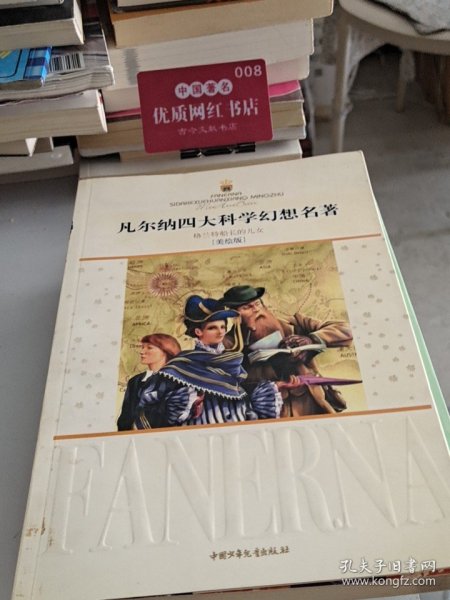 008
中国著名
优质网红书店
古今文献书店
FANERNA
SIDAKEXUEHUANXIANG MINGZHU
凡尔纳四大科学幻想名著
格兰特船长的儿女
[美绘版]
AFRICA
ASIA
FANERNA
中国少年儿童出版社
孔夫子旧书网
www.kongfz.com